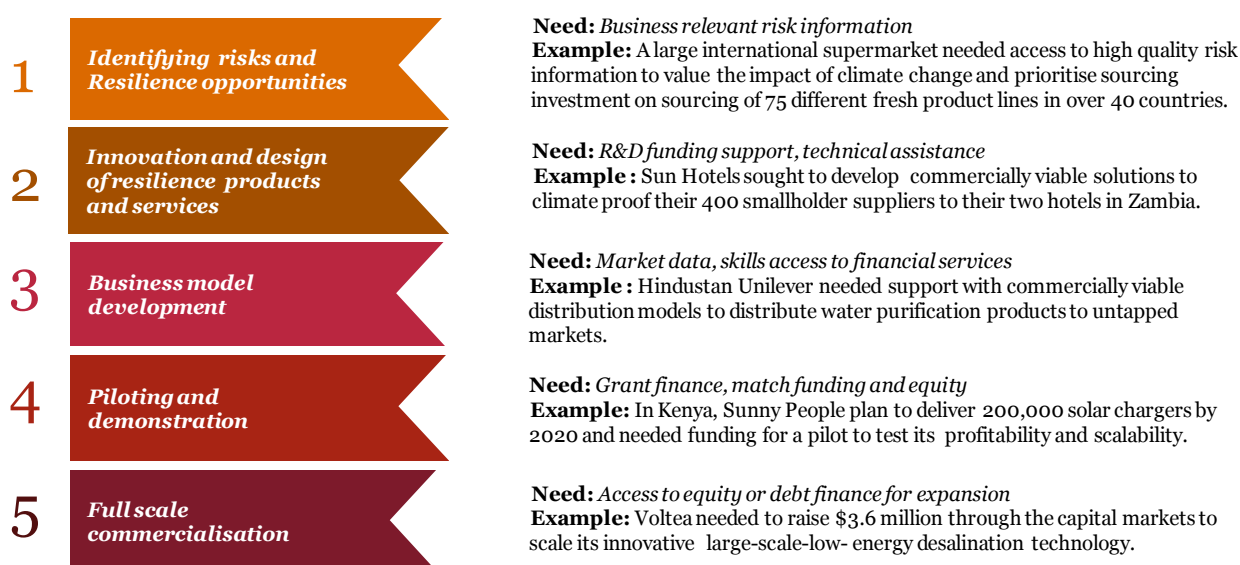 1
Identifying risks and
Resilience opportunities
Need: Business relevant risk information
Example: A large international supermarket needed access to high quality risk
information to value the impact of climate change and prioritise sourcing
investment on sourcing of 75 different fresh product lines in over 40 countries.
2
Innovation and design
of resilience products
and services
Need: R&D funding support, technical assistance
Example : Sun Hotels sought to develop commercially viable solutions to
climate proof their 400 smallholder suppliers to their two hotels in Zambia.
3
Business model
development
Need: Market data, skills access to financial services
Example : Hindustan Unilever needed support with commercially viable
distribution models to distribute water purification products to untapped
markets.
4
Piloting and
demonstration
Need: Grant finance, match funding and equity
Example: In Kenya, Sunny People plan to deliver 200,000 solar chargers by
2020 and needed funding for a pilot to test its profitability and scalability.
5
Full scale
commercialisation
Need: Access to equity or debt finance for expansion
Example: Voltea needed to raise $3.6 million through the capital markets to
scale its innovative large-scale-low- energy desalination technology.